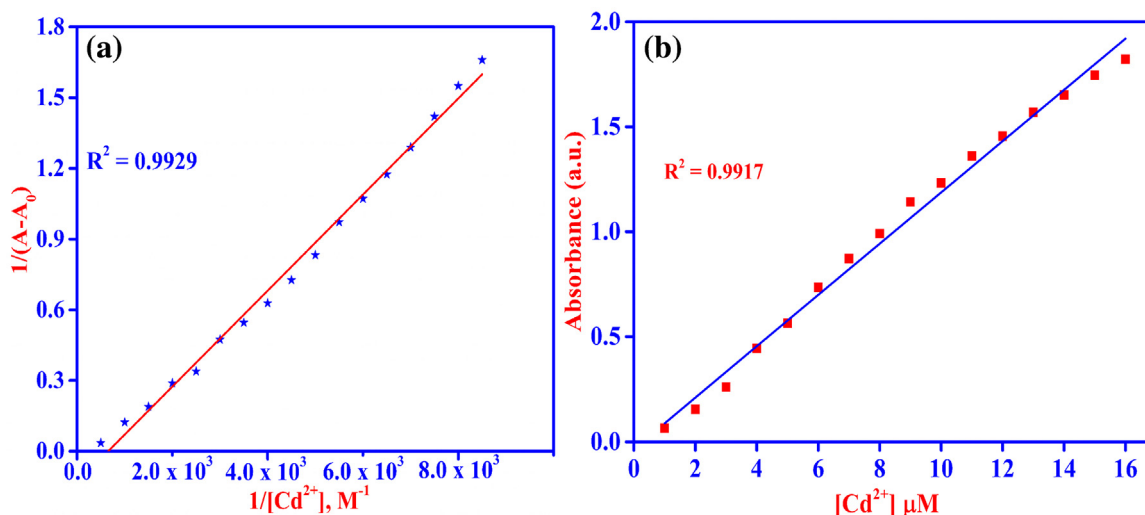 (a)
R² = 0.9929
1/(A-A₀)
1.8
1.5
1.2
0.9
0.6
0.3
0.0
0.0 2.0 x 10³ 4.0 x 10³ 6.0 x 10³ 8.0 x 10³
1/[Cd²⁺], M⁻¹
(b)
R² = 0.9917
Absorbance (a.u.)
2.0
1.5
1.0
0.5
0.0
2 4 6 8 10 12 14 16
[Cd²⁺] μM